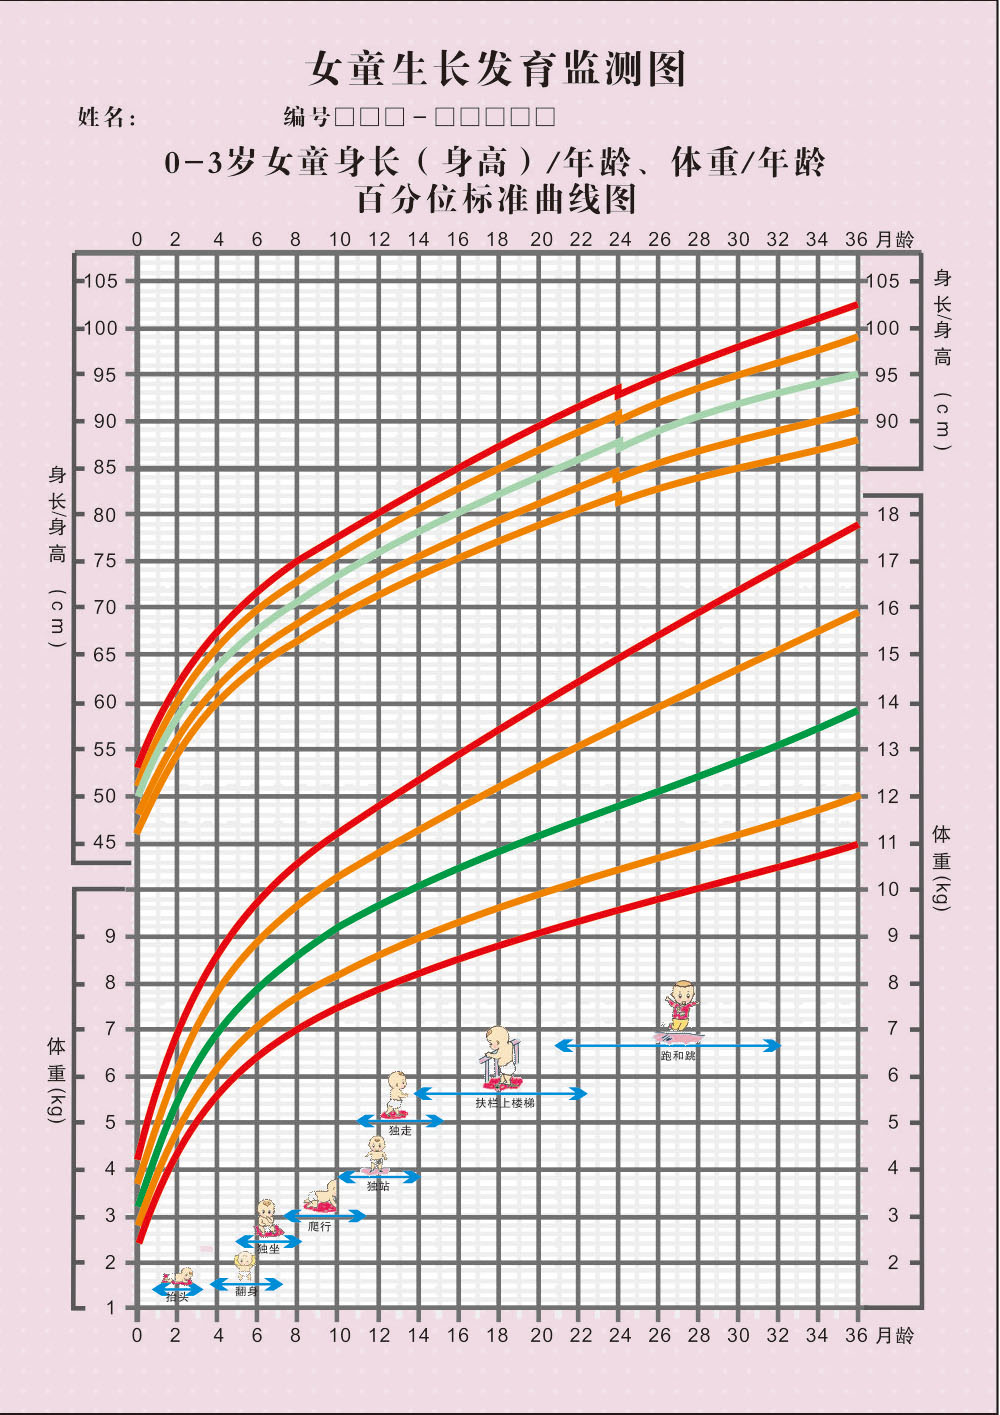 女童生长发育监测图
姓名: 编号□□□-□□□□□
0-3岁女童身长(身高)/年龄、体重/年龄
百分位标准曲线图
0 2 4 6 8 10 12 14 16 18 20 22 24 26 28 30 32 34 36 月龄
105 105
100 100
95 95
90 90
85
80 18
75 17
70 16
65 15
60 14
55 13
50 12
45 11
10
9 9
8 8
7 7
6 6
5 5
4 4
3 3
2 2
1
身长/身高 (cm)
身长/身高 (cm)
体重(kg)
体重(kg)
跑和跳
扶栏上楼梯
独走
独站
爬行
独坐
翻身
抬头
0 2 4 6 8 10 12 14 16 18 20 22 24 26 28 30 32 34 36 月龄